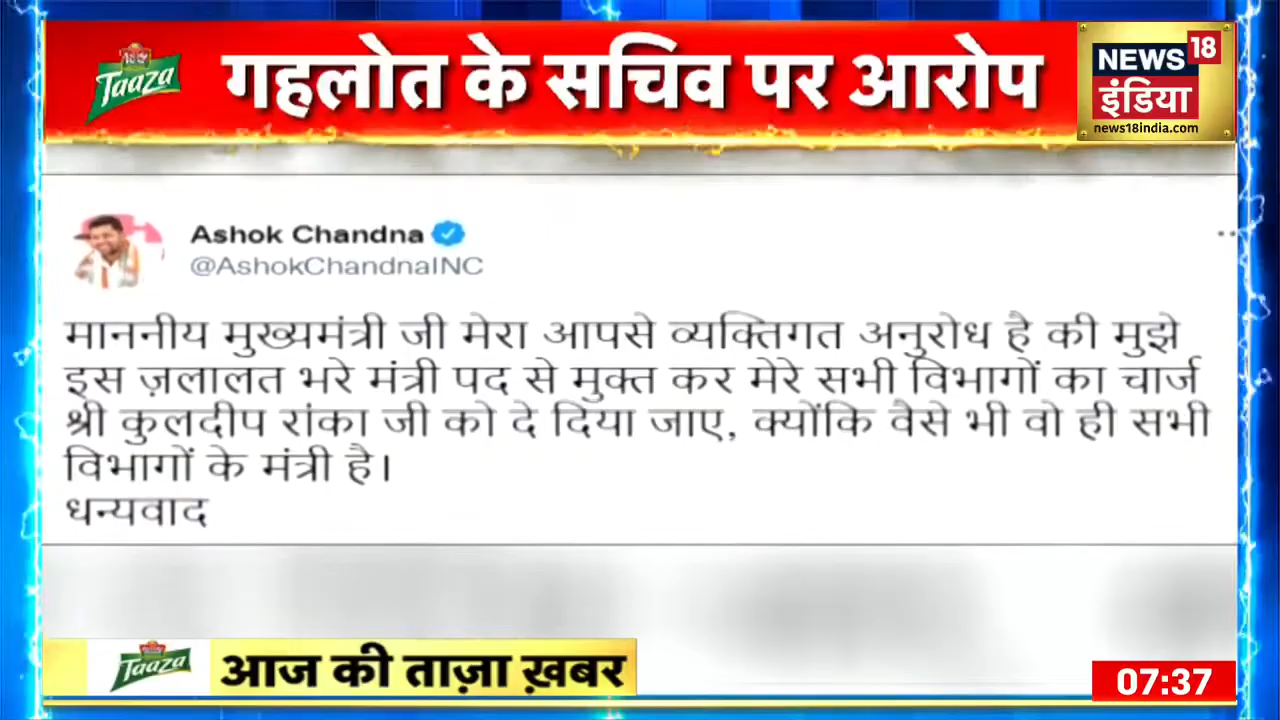 Taaza
गहलोत के सचिव पर आरोप
NEWS 18
इंडिया
news18india.com
Ashok Chandna
@AshokChandnaINC
माननीय मुख्यमंत्री जी मेरा आपसे व्यक्तिगत अनुरोध है की मुझे
इस ज़लालत भरे मंत्री पद से मुक्त कर मेरे सभी विभागों का चार्ज
श्री कुलदीप रांका जी को दे दिया जाए, क्योंकि वैसे भी वो ही सभी
विभागों के मंत्री है।
धन्यवाद
Taaza
आज की ताज़ा ख़बर
07:37